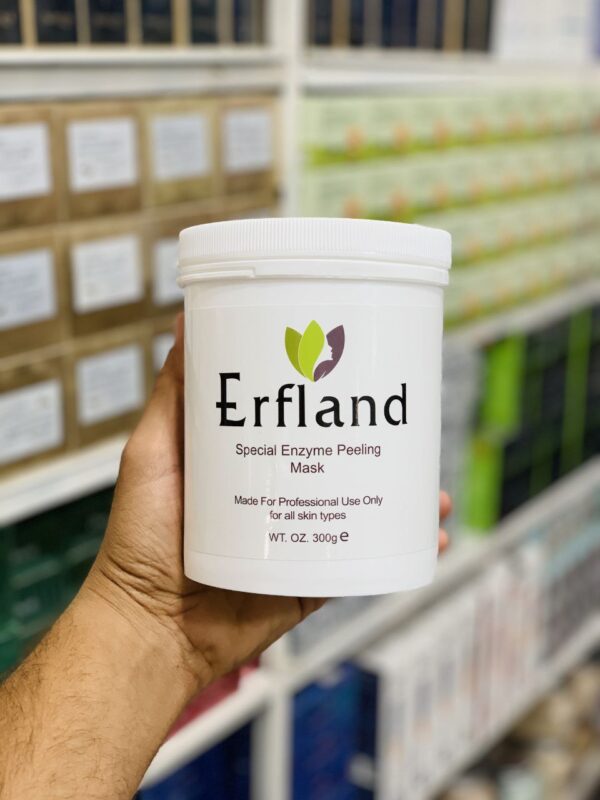 Erfland
Special Enzyme Peeling
Mask
Made For Professional Use Only
for all skin types
WT. OZ. 300g e